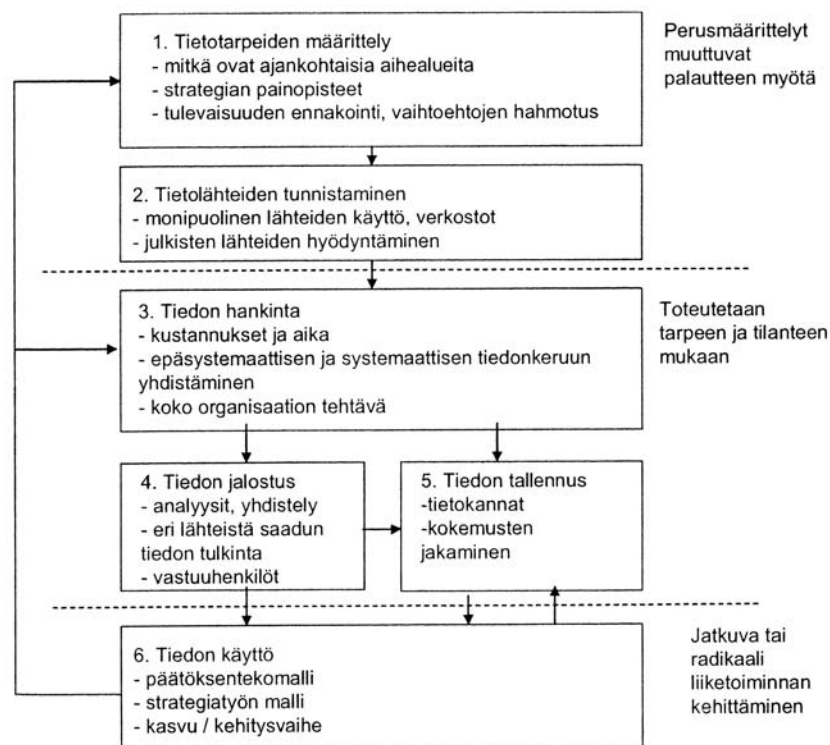 1. Tietotarpeiden määrittely
- mitkä ovat ajankohtaisia aihealueita
- strategian painopisteet
- tulevaisuuden ennakointi, vaihtoehtojen hahmotus
Perusmäärittelyt
muuttuvat
palautteen myötä
2. Tietolähteiden tunnistaminen
- monipuolinen lähteiden käyttö, verkostot
- julkisten lähteiden hyödyntäminen
3. Tiedon hankinta
- kustannukset ja aika
- epäsystemaattisen ja systemaattisen tiedonkeruun
yhdistäminen
- koko organisaation tehtävä
Toteutetaan
tarpeen ja tilanteen
mukaan
4. Tiedon jalostus
- analyysit, yhdistely
- eri lähteistä saadun
tiedon tulkinta
- vastuuhenkilöt
5. Tiedon tallennus
-tietokannat
-kokemusten
jakaminen
6. Tiedon käyttö
- päätöksentekomalli
- strategiatyön malli
- kasvu / kehitysvaihe
Jatkuva tai
radikaali
liiketoiminnan
kehittäminen